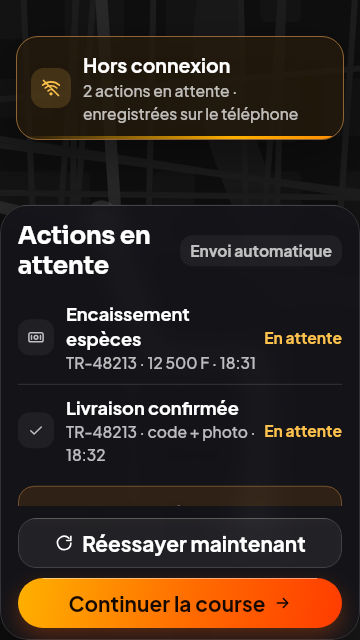 Hors connexion
2 actions en attente ·
enregistrées sur le téléphone
Actions en
attente
Envoi automatique
Encaissement
espèces
TR-48213 · 12 500 F · 18:31
En attente
Livraison confirmée
TR-48213 · code + photo ·
18:32
En attente
Réessayer maintenant
Continuer la course →